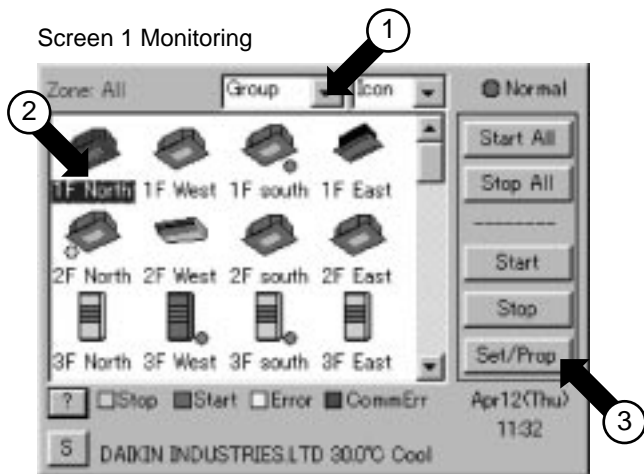 Screen 1 Monitoring
1
Zone: All
Group
Icon
Normal
2
1F North 1F West 1F south 1F East
2F North 2F West 2F south 2F East
3F North 3F West 3F south 3F East
Start All
Stop All
--------
Start
Stop
Set/Prop
3
? Stop Start Error CommErr
Apr12(Thu)
11:32
S DAIKIN INDUSTRIES.LTD 30.0°C Cool